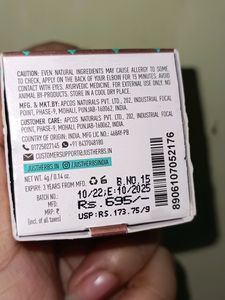 CAUTION: EVEN NATURAL INGREDIENTS MAY CAUSE ALLERGY TO SOME.
TO CHECK, APPLY ON THE BACK OF YOUR ELBOW FOR 15 MINUTES. AVOID
CONTACT WITH EYES. AYURVEDIC MEDICINE. FOR EXTERNAL USE ONLY. NO
ANIMAL BY-PRODUCTS. STORE IN A COOL DRY PLACE.
MFG. & MKT.BY: APCOS NATURALS PVT. LTD., 202, INDUSTRIAL FOCAL
POINT, PHASE-9, MOHALI, PUNJAB-160062, INDIA.
CUSTOMER CARE: APCOS NATURALS PVT. LTD., 202, INDUSTRIAL FOCAL
POINT, PHASE-9, MOHALI, PUNJAB-160062, INDIA.
COUNTRY OF ORIGIN: INDIA. MFG LIC NO.: 468AY-PB
01725027145 +91 8437048180
CUSTOMERSUPPORT@JUSTHERBS.IN
JUSTHERBS.IN /JUSTHERBSINDIA
NET WT. 4g / 0.14 oz.
EXPIRY: 3 YEARS FROM MFG.
BATCH NO.: B.NO.15
MFD.: 10/22;E:10/2025
MRP: ₹ Rs.695/-
(incl. of all taxes) USP:RS.173.75/g
8906107052176